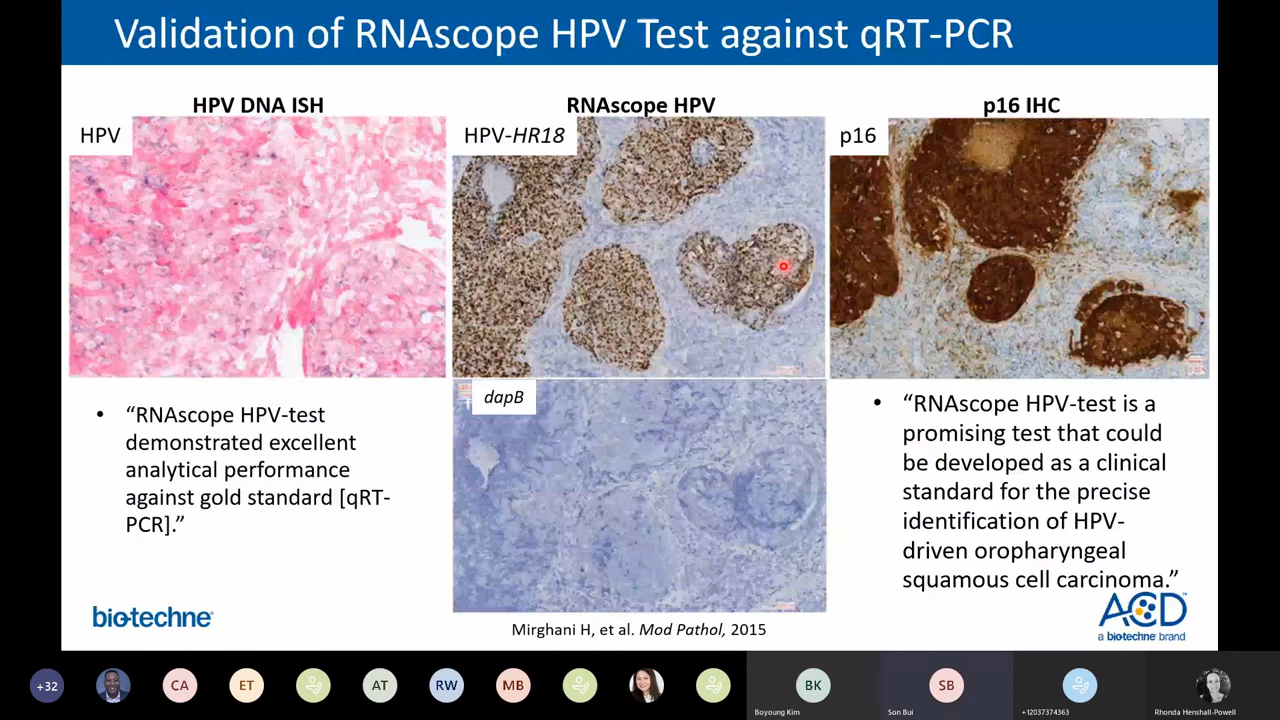 Validation of RNAscope HPV Test against qRT-PCR
HPV DNA ISH
RNAscope HPV
p16 IHC
HPV
HPV-HR18
p16
dapB
• “RNAscope HPV-test
demonstrated excellent
analytical performance
against gold standard [qRT-
PCR].”
• “RNAscope HPV-test is a
promising test that could
be developed as a clinical
standard for the precise
identification of HPV-
driven oropharyngeal
squamous cell carcinoma.”
bio-techne®
Mirghani H, et al. Mod Pathol, 2015
ACD™
a bio-techne brand
+32
CA
ET
AT
RW
MB
BK
SB
Boyoung Kim
Son Bui
+12037374363
Rhonda Henshall-Powell